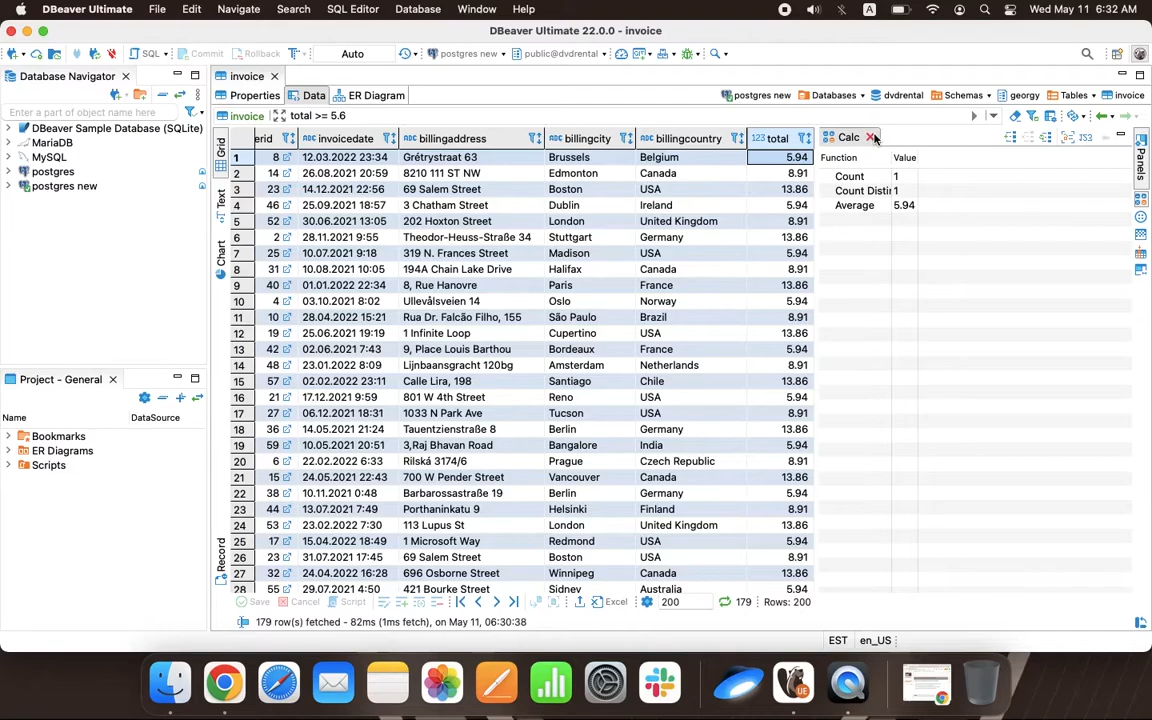 DBeaver Ultimate File Edit Navigate Search SQL Editor Database Window Help A Wed May 11 6:32 AM
DBeaver Ultimate 22.0.0 - invoice
SQL Commit Rollback Auto postgres new public@dvdrental
Database Navigator
Enter a part of object name here
DBeaver Sample Database (SQLite)
MariaDB
MySQL
postgres
postgres new
Project - General
Name DataSource
Bookmarks
ER Diagrams
Scripts
invoice
Properties Data ER Diagram postgres new Databases dvdrental Schemas georgy Tables invoice
invoice total >= 5.6
Grid
Text
Chart
Record
erid ABC invoicedate ABC billingaddress ABC billingcity ABC billingcountry 123 total
1 8 12.03.2022 23:34 Grétrystraat 63 Brussels Belgium 5.94
2 14 26.08.2021 20:59 8210 111 ST NW Edmonton Canada 8.91
3 23 14.12.2021 22:56 69 Salem Street Boston USA 13.86
4 46 25.09.2021 18:57 3 Chatham Street Dublin Ireland 5.94
5 52 30.06.2021 13:05 202 Hoxton Street London United Kingdom 8.91
6 2 28.11.2021 9:55 Theodor-Heuss-Straße 34 Stuttgart Germany 13.86
7 25 10.07.2021 9:18 319 N. Frances Street Madison USA 5.94
8 31 10.08.2021 10:05 194A Chain Lake Drive Halifax Canada 8.91
9 40 01.01.2022 22:34 8, Rue Hanovre Paris France 13.86
10 4 03.10.2021 8:02 Ullevålsveien 14 Oslo Norway 5.94
11 10 28.04.2022 15:21 Rua Dr. Falcão Filho, 155 São Paulo Brazil 8.91
12 19 25.06.2021 19:19 1 Infinite Loop Cupertino USA 13.86
13 42 02.06.2021 7:43 9, Place Louis Barthou Bordeaux France 5.94
14 48 23.01.2022 8:09 Lijnbaansgracht 120bg Amsterdam Netherlands 8.91
15 57 02.02.2022 23:11 Calle Lira, 198 Santiago Chile 13.86
16 21 17.12.2021 9:59 801 W 4th Street Reno USA 5.94
17 27 06.12.2021 18:31 1033 N Park Ave Tucson USA 8.91
18 36 14.05.2021 21:24 Tauentzienstraße 8 Berlin Germany 13.86
19 59 10.05.2021 20:51 3,Raj Bhavan Road Bangalore India 5.94
20 6 22.02.2022 6:33 Rilská 3174/6 Prague Czech Republic 8.91
21 15 24.05.2021 22:43 700 W Pender Street Vancouver Canada 13.86
22 38 10.11.2021 0:48 Barbarossastraße 19 Berlin Germany 5.94
23 44 13.07.2021 7:49 Porthaninkatu 9 Helsinki Finland 8.91
24 53 23.02.2022 7:30 113 Lupus St London United Kingdom 13.86
25 17 15.04.2022 18:49 1 Microsoft Way Redmond USA 5.94
26 23 31.07.2021 17:45 69 Salem Street Boston USA 8.91
27 32 24.04.2022 16:28 696 Osborne Street Winnipeg Canada 13.86
28 55 29.07.2021 4:50 421 Bourke Street Sidney Australia 5.94
Calc
Function Value
Count 1
Count Distir 1
Average 5.94
Panels
Save Cancel Script Excel 200 179 Rows: 200
179 row(s) fetched - 82ms (1ms fetch), on May 11, 06:30:38
EST en_US